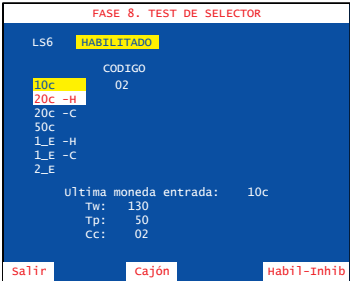 FASE 8. TEST DE SELECTOR
LS6 HABILITADO
CODIGO
10c 02
20c -H
20c -C
50c
1_E -H
1_E -C
2_E
Ultima moneda entrada: 10c
Tw: 130
Tp: 50
Cc: 02
Salir Cajón Habil-Inhib